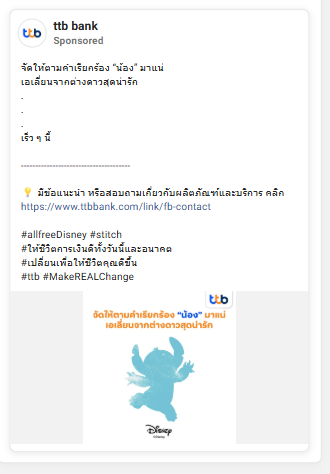 ttb bank
Sponsored
จัดให้ตามคำเรียกร้อง "น้อง" มาแน่
เอเลี่ยนจากต่างดาวสุดน่ารัก
.
.
.
เร็ว ๆ นี้
------------------------------------
💡 มีข้อแนะนำ หรือสอบถามเกี่ยวกับผลิตภัณฑ์และบริการ คลิก
https://www.ttbbank.com/link/fb-contact
#allfreeDisney #stitch
#ให้ชีวิตการเงินดีทั้งวันนี้และอนาคต
#เปลี่ยนเพื่อให้ชีวิตคุณดีขึ้น
#ttb #MakeREALChange
ttb
จัดให้ตามคำเรียกร้อง "น้อง" มาแน่
เอเลี่ยนจากต่างดาวสุดน่ารัก
Disney
©Disney